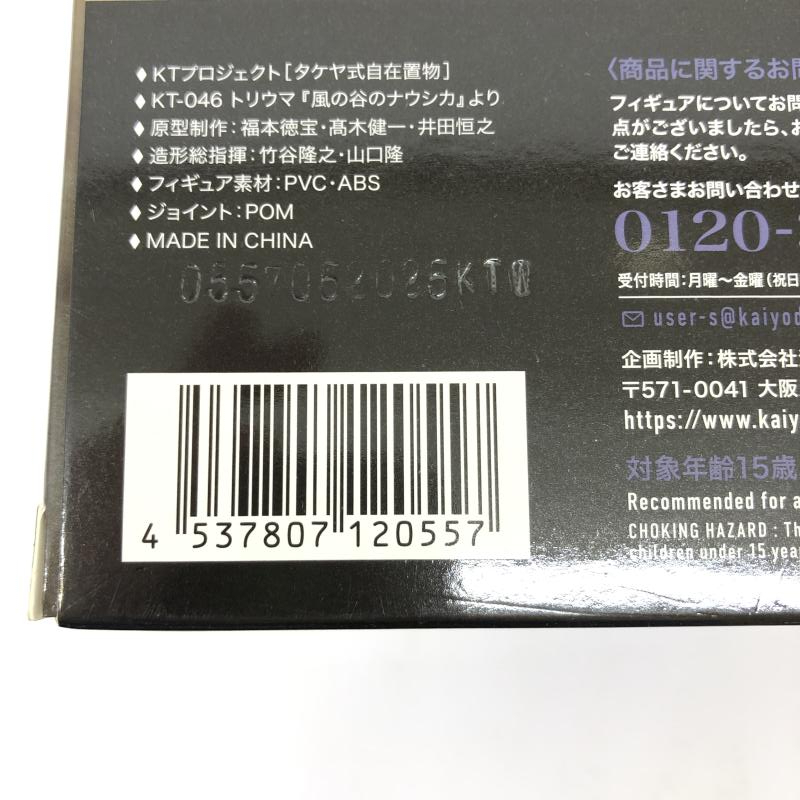 ♦KTプロジェクト[タケヤ式自在置物]
♦KT-046 トリウマ『風の谷のナウシカ』より
♦原型制作：福本徳宝・髙木健一・井田恒之
♦造形総指揮：竹谷隆之・山口隆
♦フィギュア素材：PVC・ABS
♦ジョイント：POM
♦MADE IN CHINA
4 537807 120557
〈商品に関するお問
フィギュアについてお問
点がございましたら、お
ご連絡ください。
お客さまお問い合わせ
0120-
受付時間：月曜〜金曜（祝日
user-s@kaiyod
企画制作：株式会社
〒571-0041 大阪
https://www.kaiy
対象年齢15歳
Recommended for a
CHOKING HAZARD : Th
children under 15 yea